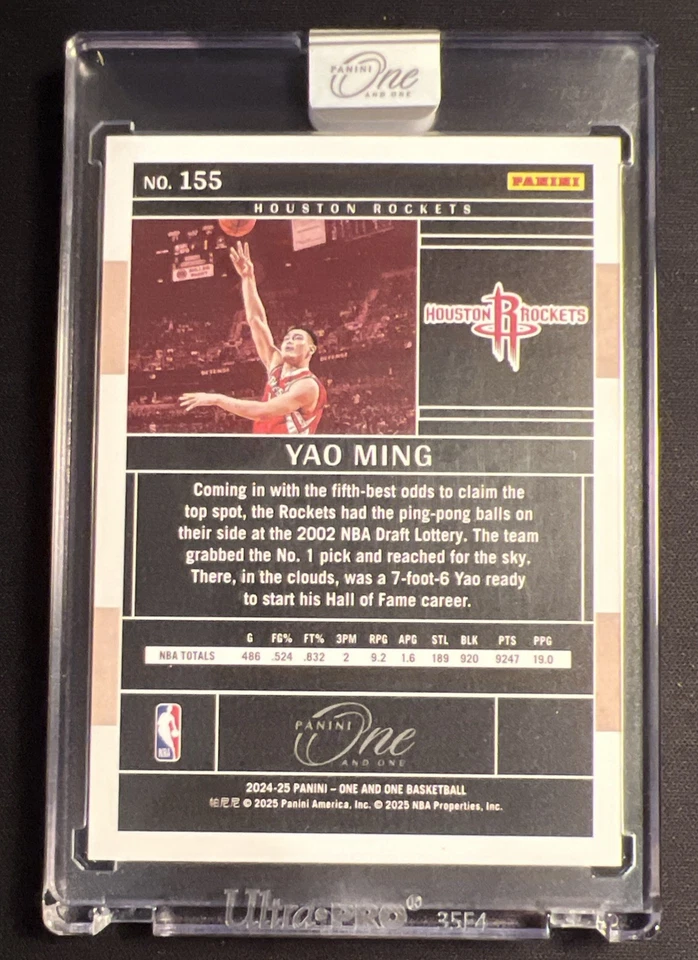 PANINI One
AND ONE
NO. 155
PANINI
HOUSTON ROCKETS
HOUSTON R ROCKETS
YAO MING
Coming in with the fifth-best odds to claim the
top spot, the Rockets had the ping-pong balls on
their side at the 2002 NBA Draft Lottery. The team
grabbed the No. 1 pick and reached for the sky.
There, in the clouds, was a 7-foot-6 Yao ready
to start his Hall of Fame career.
G FG% FT% 3PM RPG APG STL BLK PTS PPG
NBA TOTALS 486 .524 .832 2 9.2 1.6 189 920 9247 19.0
NBA
PANINI One
AND ONE
2024-25 PANINI – ONE AND ONE BASKETBALL
帕尼尼 © 2025 Panini America, Inc. © 2025 NBA Properties, Inc.
Ultra·PRO® 35F4